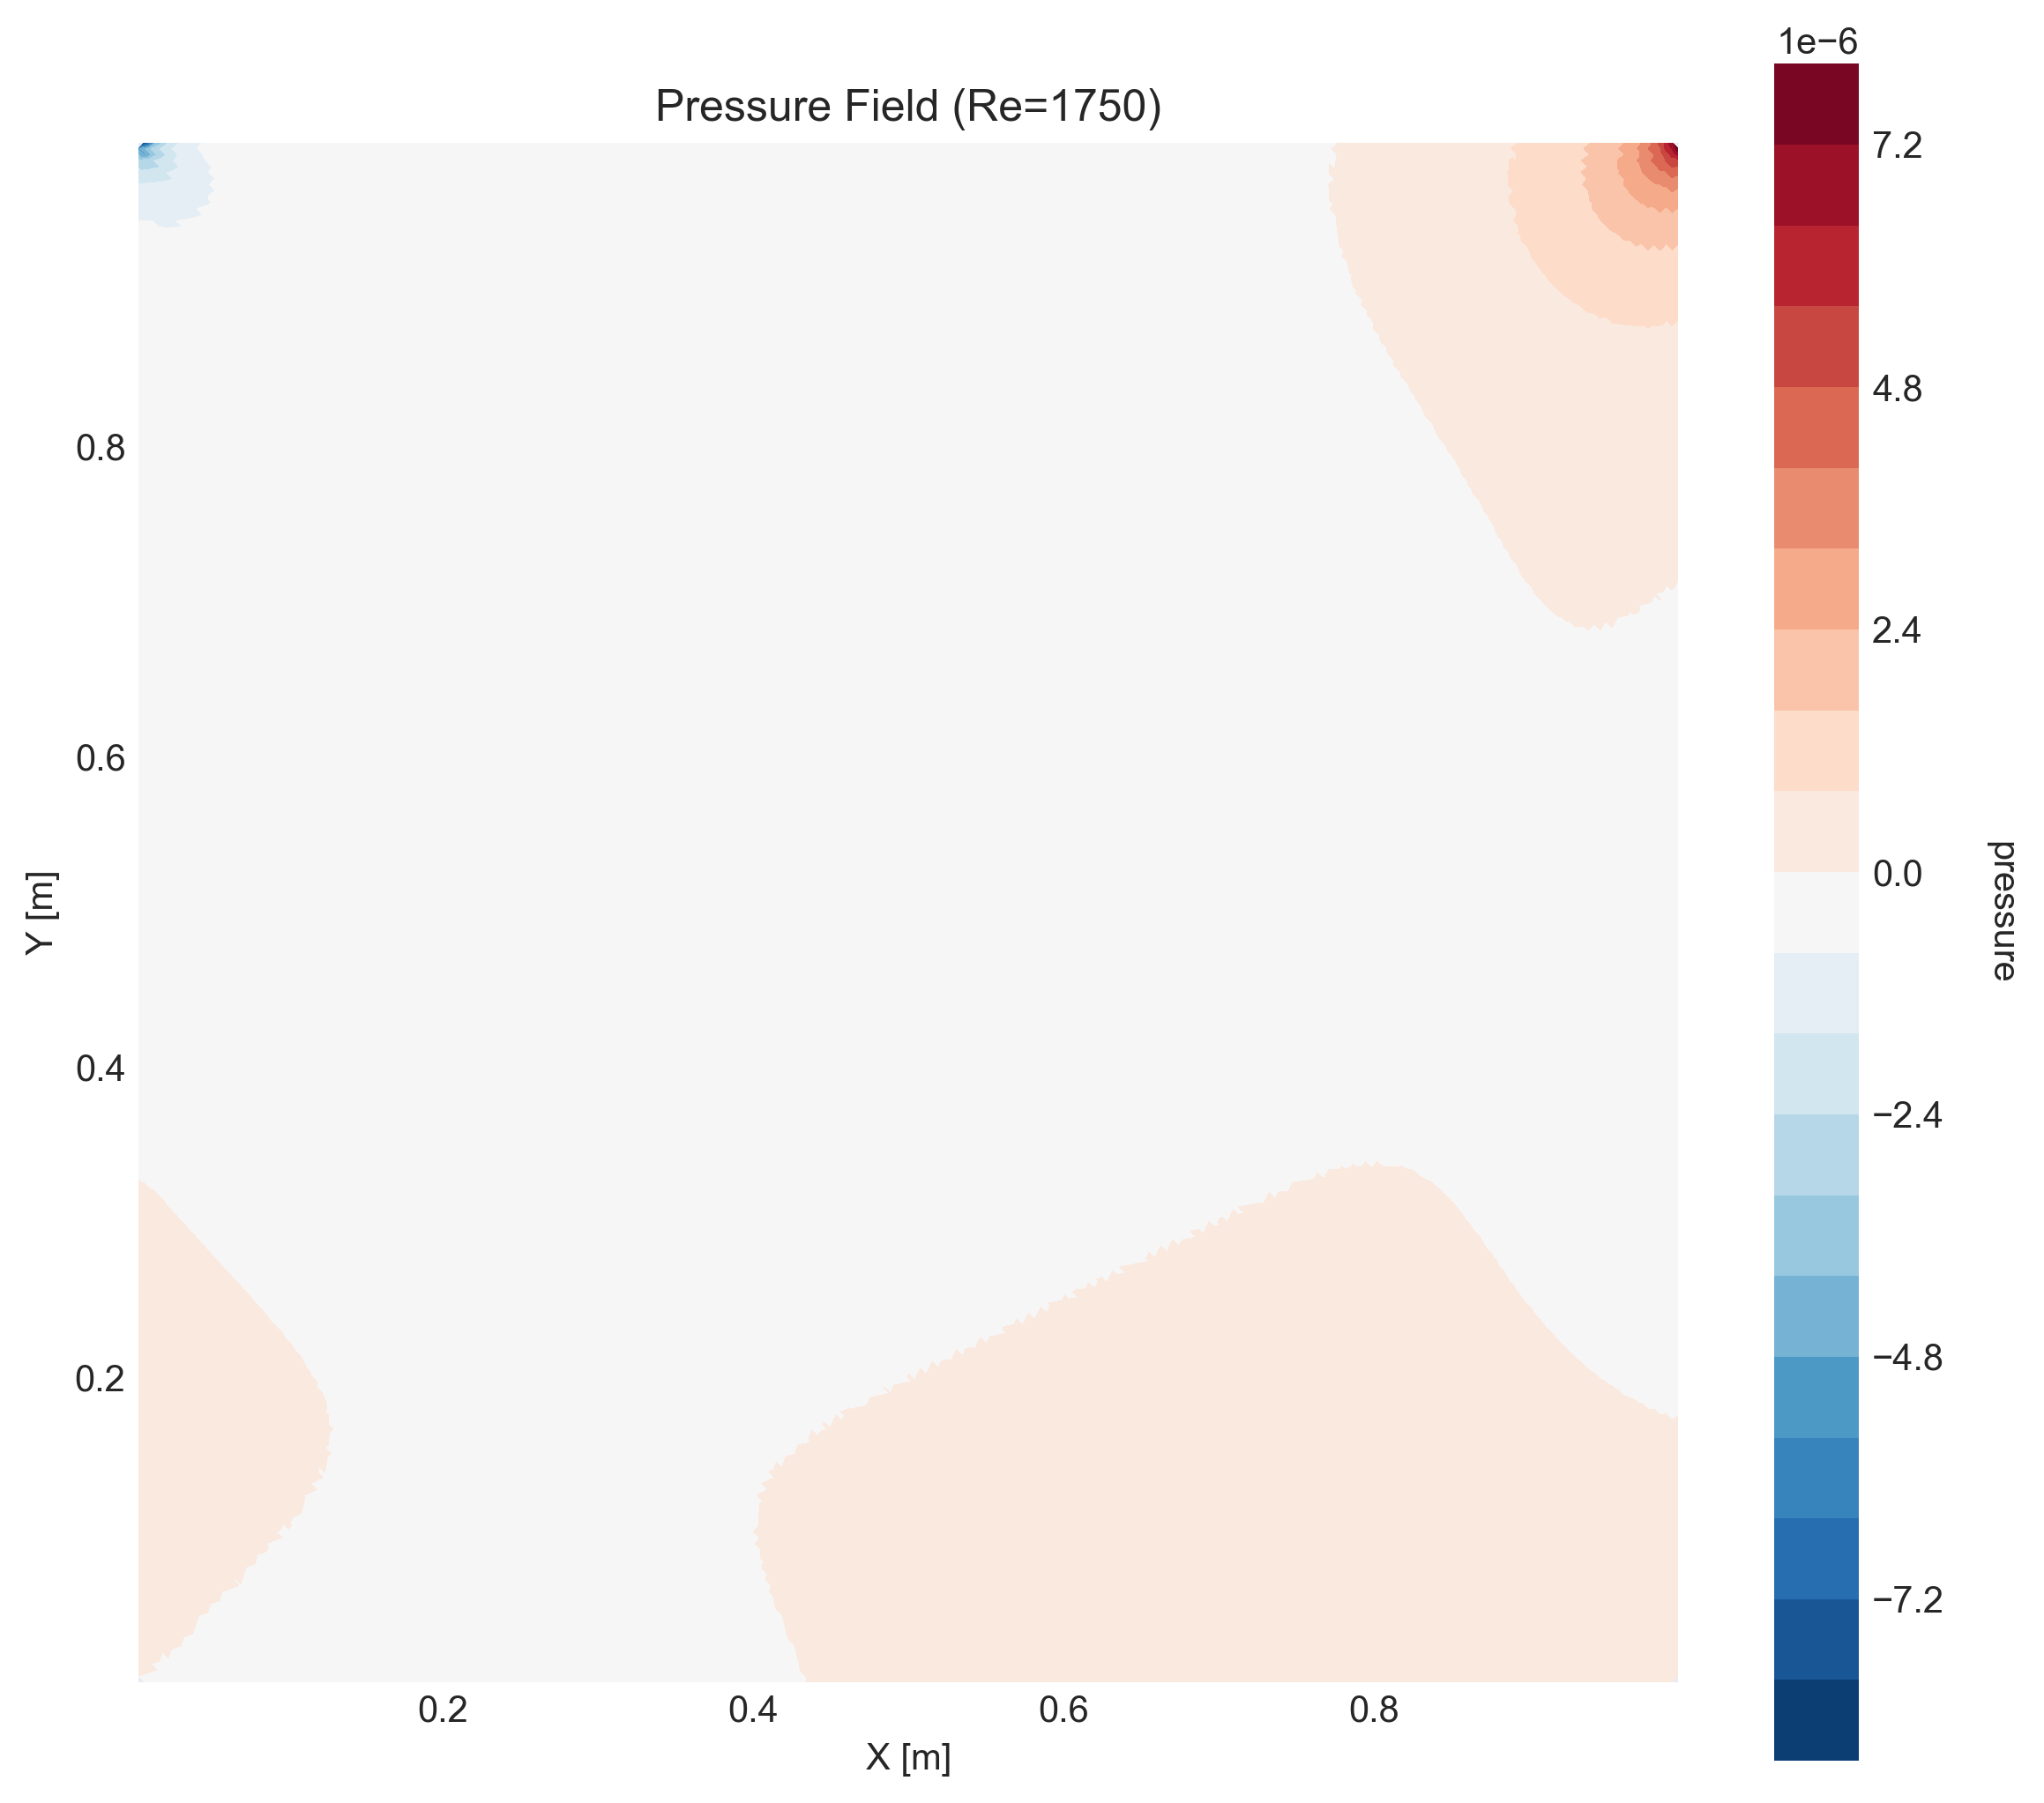 1e−6
Pressure Field (Re=1750)
7.2
4.8
2.4
0.0
−2.4
−4.8
−7.2
pressure
0.8
0.6
0.4
0.2
Y [m]
0.2 0.4 0.6 0.8
X [m]